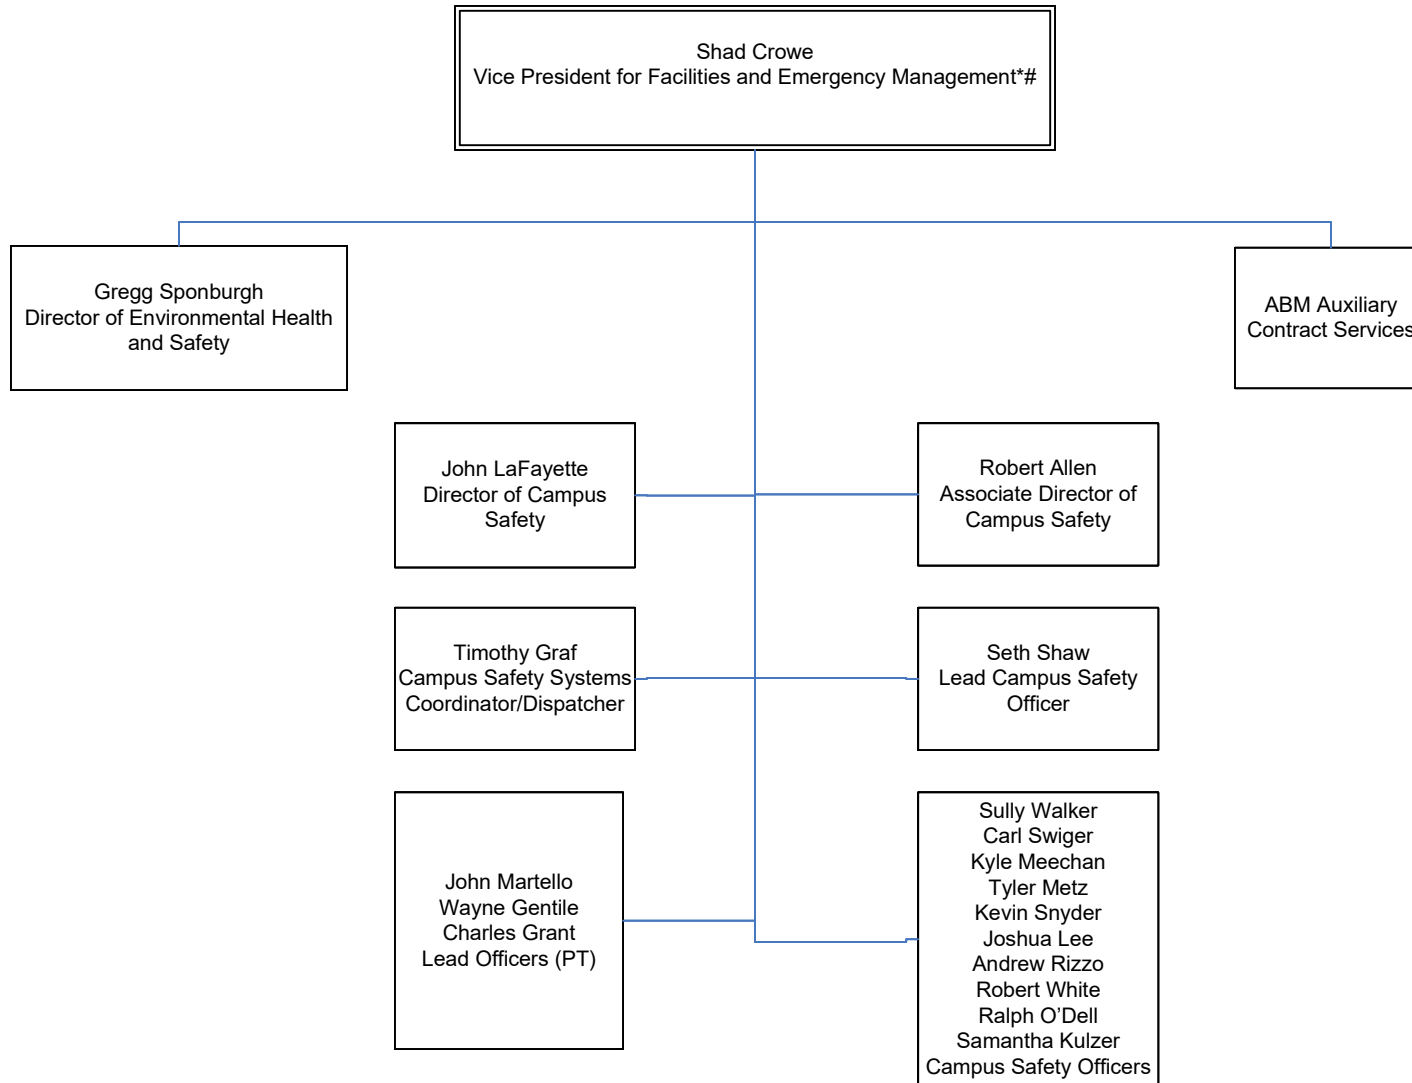 Shad Crowe
Vice President for Facilities and Emergency Management*#
Gregg Sponburgh
Director of Environmental Health
and Safety
ABM Auxiliary
Contract Services
John LaFayette
Director of Campus
Safety
Robert Allen
Associate Director of
Campus Safety
Timothy Graf
Campus Safety Systems
Coordinator/Dispatcher
Seth Shaw
Lead Campus Safety
Officer
John Martello
Wayne Gentile
Charles Grant
Lead Officers (PT)
Sully Walker
Carl Swiger
Kyle Meechan
Tyler Metz
Kevin Snyder
Joshua Lee
Andrew Rizzo
Robert White
Ralph O’Dell
Samantha Kulzer
Campus Safety Officers